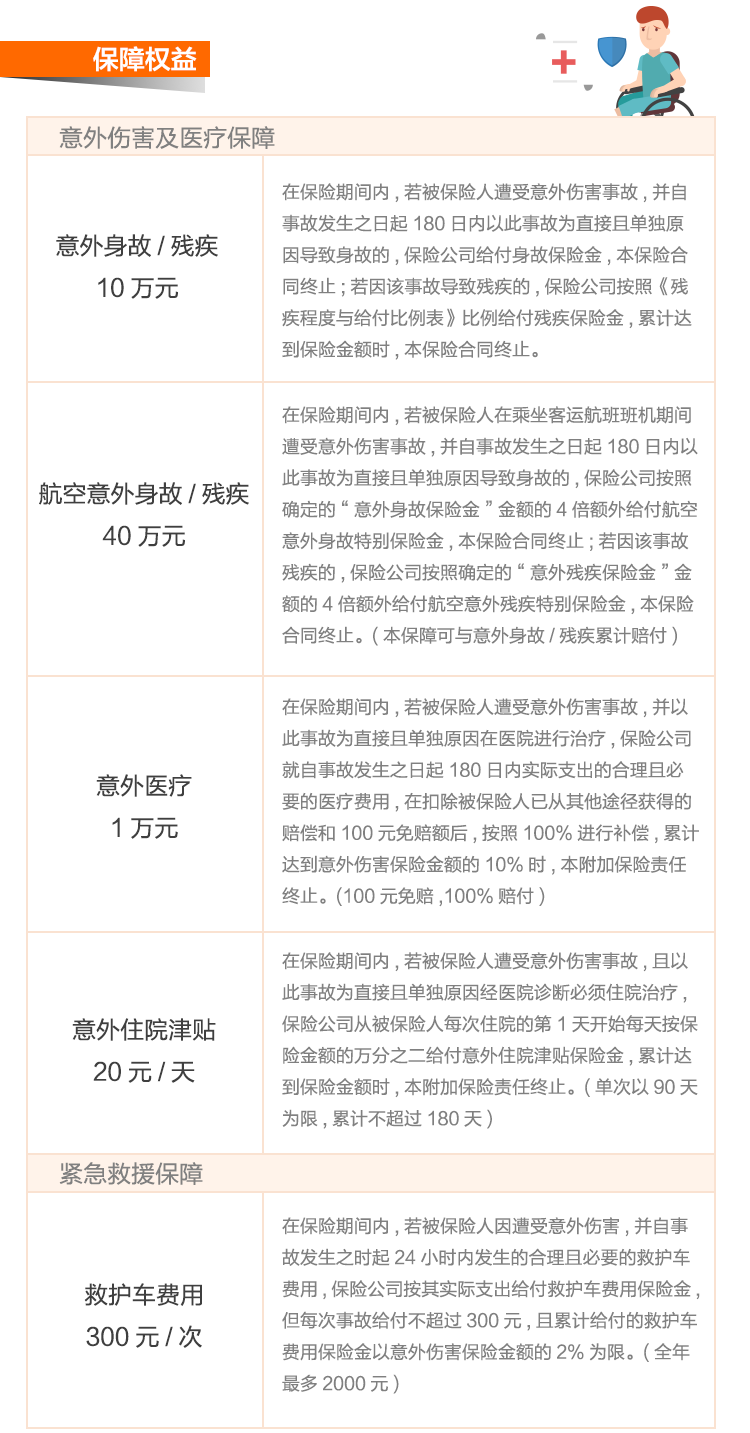 保障权益
意外伤害及医疗保障
意外身故 / 残疾
10 万元
在保险期间内，若被保险人遭受意外伤害事故，并自
事故发生之日起 180 日内以此事故为直接且单独原
因导致身故的，保险公司给付身故保险金，本保险合
同终止；若因该事故导致残疾的，保险公司按照《残
疾程度与给付比例表》比例给付残疾保险金，累计达
到保险金额时，本保险合同终止。
航空意外身故 / 残疾
40 万元
在保险期间内，若被保险人在乘坐客运航班班机期间
遭受意外伤害事故，并自事故发生之日起 180 日内以
此事故为直接且单独原因导致身故的，保险公司按照
确定的“ 意外身故保险金 ”金额的 4 倍额外给付航空
意外身故特别保险金，本保险合同终止；若因该事故
残疾的，保险公司按照确定的“ 意外残疾保险金 ”金
额的 4 倍额外给付航空意外残疾特别保险金，本保险
合同终止。( 本保障可与意外身故 / 残疾累计赔付 )
意外医疗
1 万元
在保险期间内，若被保险人遭受意外伤害事故，并以
此事故为直接且单独原因在医院进行治疗，保险公司
就自事故发生之日起 180 日内实际支出的合理且必
要的医疗费用，在扣除被保险人已从其他途径获得的
赔偿和 100 元免赔额后，按照 100% 进行补偿，累计
达到意外伤害保险金额的 10% 时，本附加保险责任
终止。(100 元免赔 ,100% 赔付 )
意外住院津贴
20 元 / 天
在保险期间内，若被保险人遭受意外伤害事故，且以
此事故为直接且单独原因经医院诊断必须住院治疗，
保险公司从被保险人每次住院的第 1 天开始每天按保
险金额的万分之二给付意外住院津贴保险金，累计达
到保险金额时，本附加保险责任终止。( 单次以 90 天
为限，累计不超过 180 天 )
紧急救援保障
救护车费用
300 元 / 次
在保险期间内，若被保险人因遭受意外伤害，并自事
故发生之时起 24 小时内发生的合理且必要的救护车
费用，保险公司按其实际支出给付救护车费用保险金，
但每次事故给付不超过 300 元，且累计给付的救护车
费用保险金以意外伤害保险金额的 2% 为限。( 全年
最多 2000 元 )